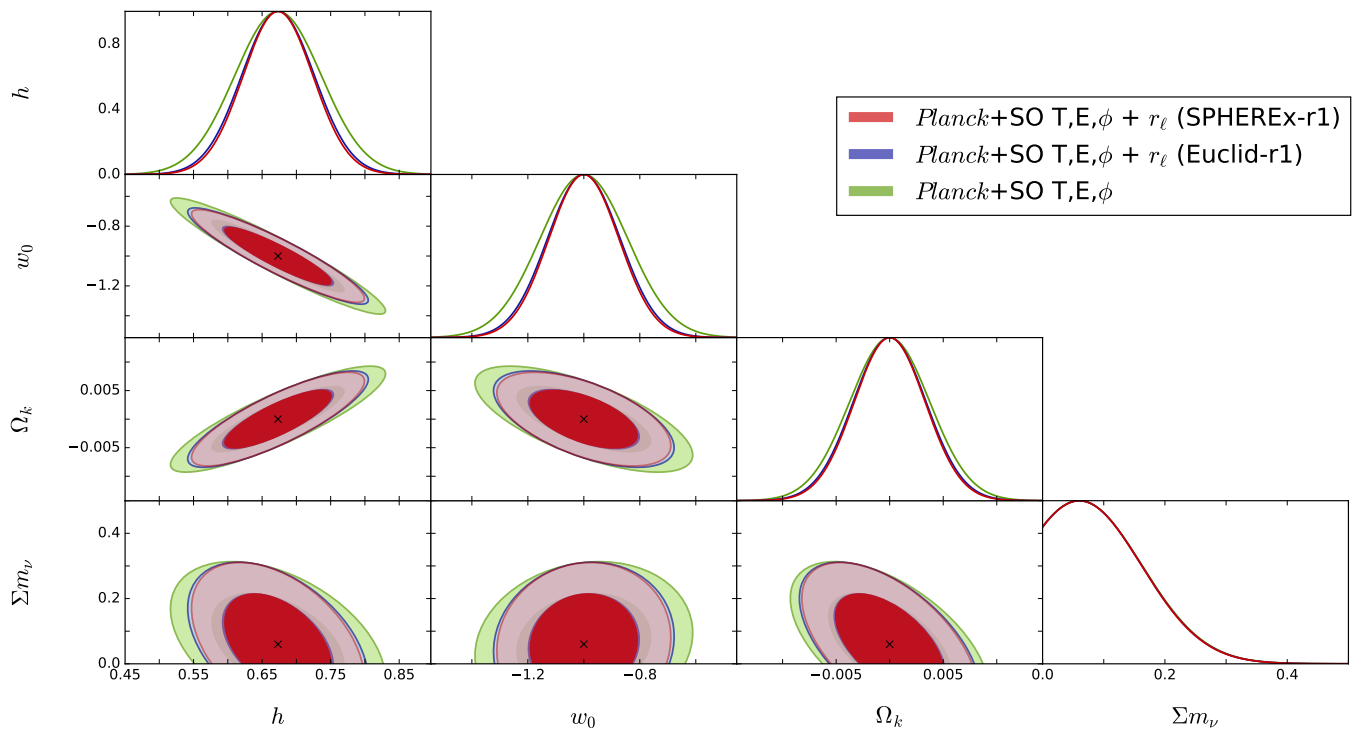 h
0.8
0.4
0.0
Planck+SO T,E,ϕ + rℓ (SPHEREx-r1)
Planck+SO T,E,ϕ + rℓ (Euclid-r1)
Planck+SO T,E,ϕ
w0
−0.8
−1.2
Ωk
0.005
−0.005
Σmν
0.4
0.2
0.0
0.45 0.55 0.65 0.75 0.85
−1.2 −0.8
−0.005 0.005
0.0 0.2 0.4
h
w0
Ωk
Σmν